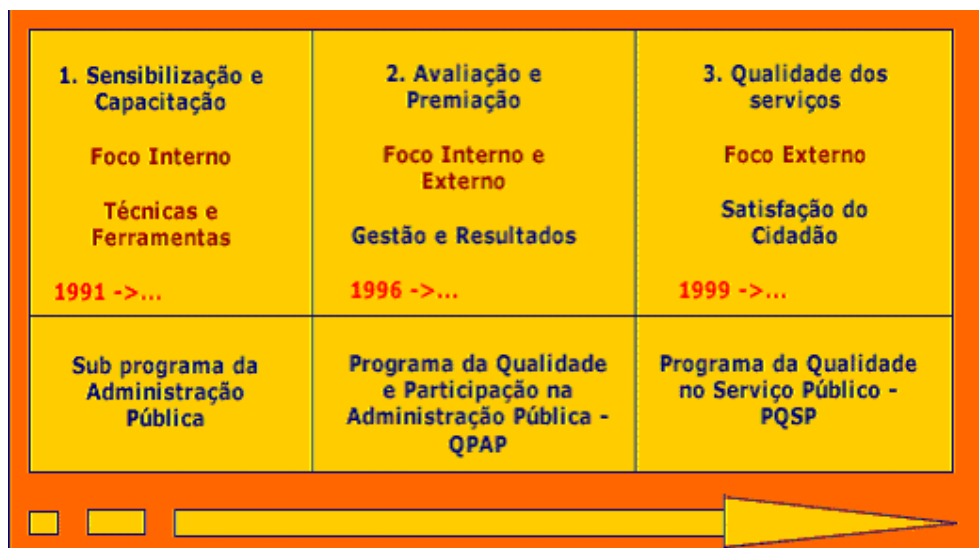 1. Sensibilização e
Capacitação
Foco Interno
Técnicas e
Ferramentas
1991 ->...
2. Avaliação e
Premiação
Foco Interno e
Externo
Gestão e Resultados
1996 ->...
3. Qualidade dos
serviços
Foco Externo
Satisfação do
Cidadão
1999 ->...
Sub programa da
Administração
Pública
Programa da Qualidade
e Participação na
Administração Pública -
QPAP
Programa da Qualidade
no Serviço Público -
PQSP